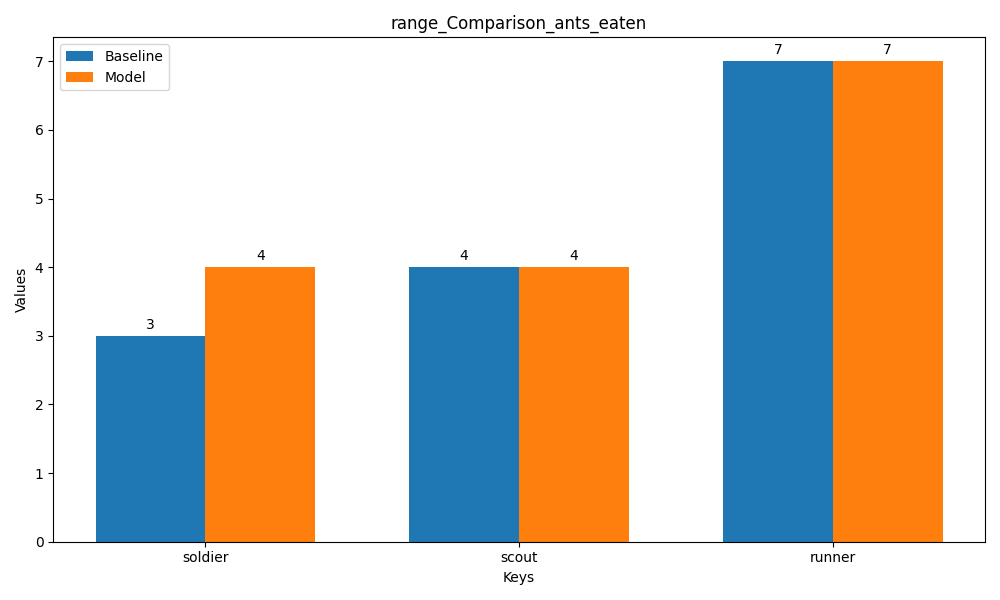 range_Comparison_ants_eaten
Baseline
Model
Values
7
6
5
4
3
2
1
0
3
4
4
4
7
7
soldier
scout
runner
Keys